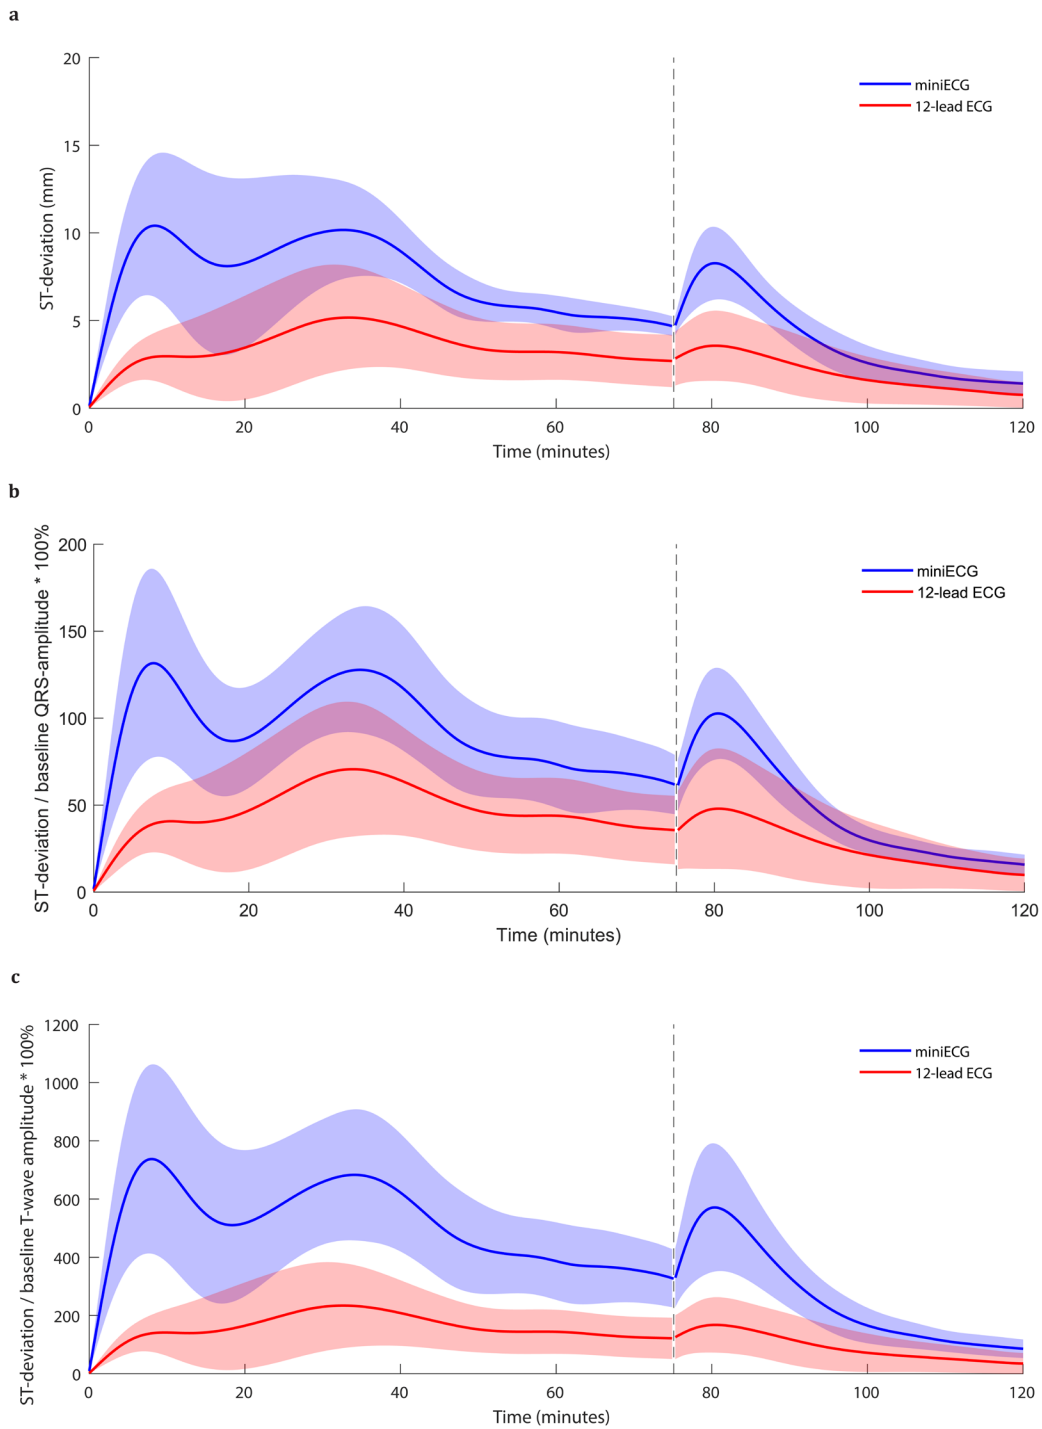 a
ST-deviation (mm)
20
15
10
5
0
miniECG
12-lead ECG
0 20 40 60 80 100 120
Time (minutes)
b
ST-deviation / baseline QRS-amplitude * 100%
200
150
100
50
0
miniECG
12-lead ECG
0 20 40 60 80 100 120
Time (minutes)
c
ST-deviation / baseline T-wave amplitude * 100%
1200
1000
800
600
400
200
0
miniECG
12-lead ECG
0 20 40 60 80 100 120
Time (minutes)